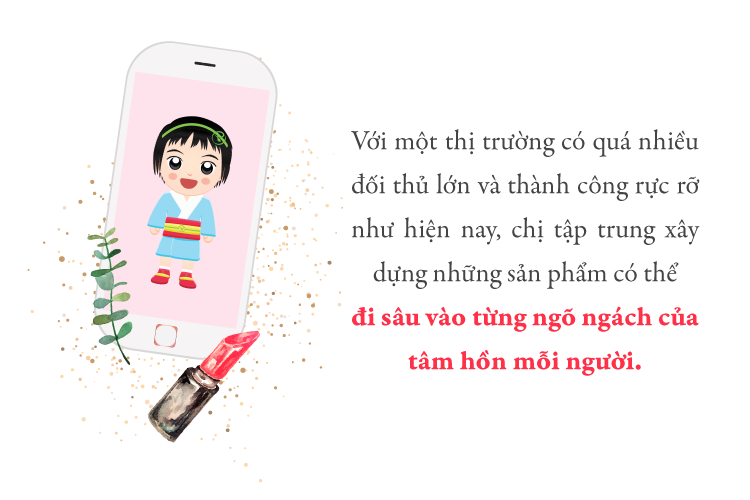 Với một thị trường có quá nhiều
đối thủ lớn và thành công rực rỡ
như hiện nay, chị tập trung xây
dựng những sản phẩm có thể
đi sâu vào từng ngõ ngách của
tâm hồn mỗi người.